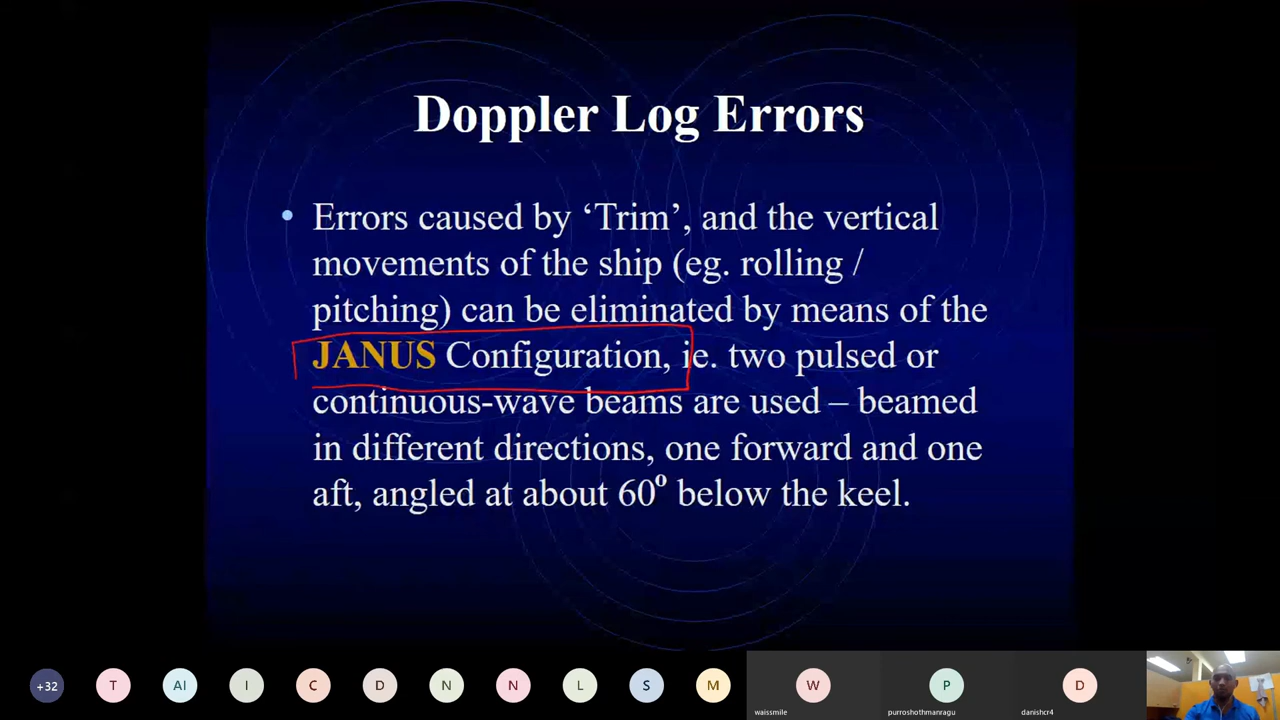 Doppler Log Errors
• Errors caused by ‘Trim’, and the vertical
movements of the ship (eg. rolling /
pitching) can be eliminated by means of the
JANUS Configuration, ie. two pulsed or
continuous-wave beams are used – beamed
in different directions, one forward and one
aft, angled at about 60º below the keel.
+32 T AI I C D N N L S M W P D
waissmile purroshothmanragu danishcr4